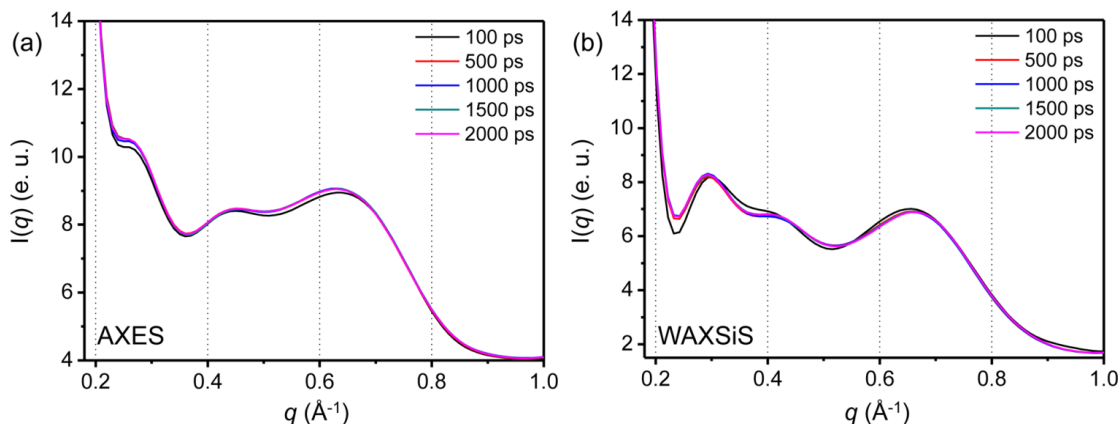 (a)
14
12
10
8
6
4
I(q) (e. u.)
100 ps
500 ps
1000 ps
1500 ps
2000 ps
AXES
0.2 0.4 0.6 0.8 1.0
q (Å⁻¹)
(b)
14
12
10
8
6
4
2
I(q) (e. u.)
100 ps
500 ps
1000 ps
1500 ps
2000 ps
WAXSiS
0.2 0.4 0.6 0.8 1.0
q (Å⁻¹)